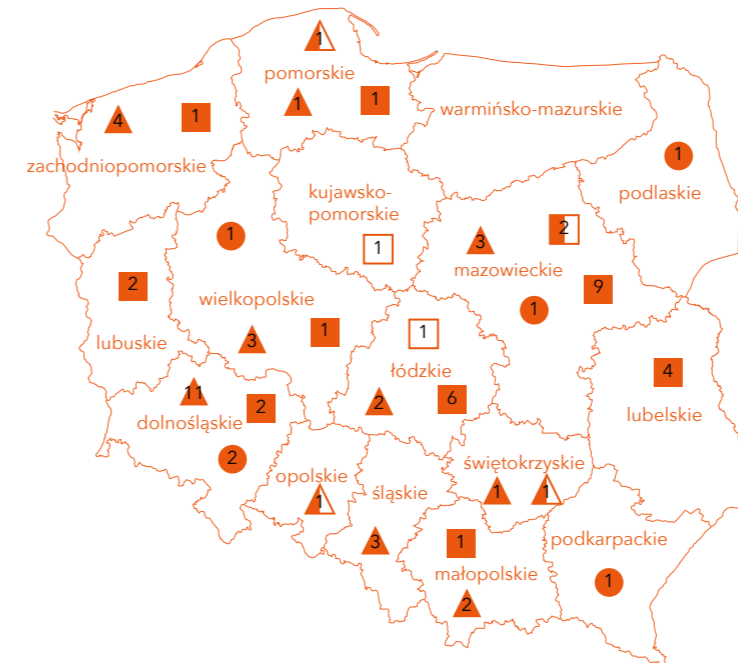 1
pomorskie
1
1
4
1
zachodniopomorskie
warmińsko-mazurskie
1
podlaskie
kujawsko-
pomorskie
1
1
wielkopolskie
3
1
2
lubuskie
3
2
mazowieckie
9
1
1
łódzkie
2
6
4
lubelskie
11
dolnośląskie
2
2
opolskie
1
śląskie
3
świętokrzyskie
1
1
1
małopolskie
2
podkarpackie
1